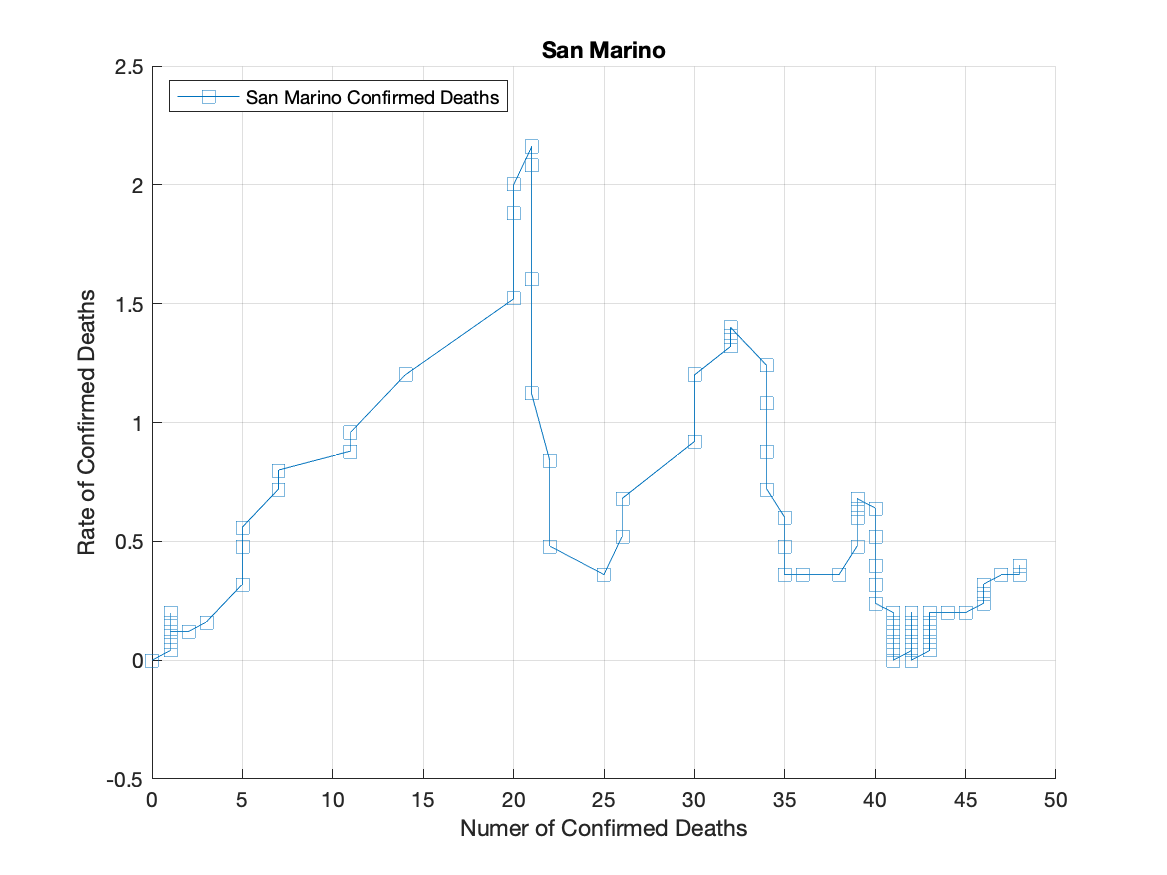 San Marino
San Marino Confirmed Deaths
2.5
2
1.5
1
0.5
0
-0.5
Rate of Confirmed Deaths
0 5 10 15 20 25 30 35 40 45 50
Numer of Confirmed Deaths